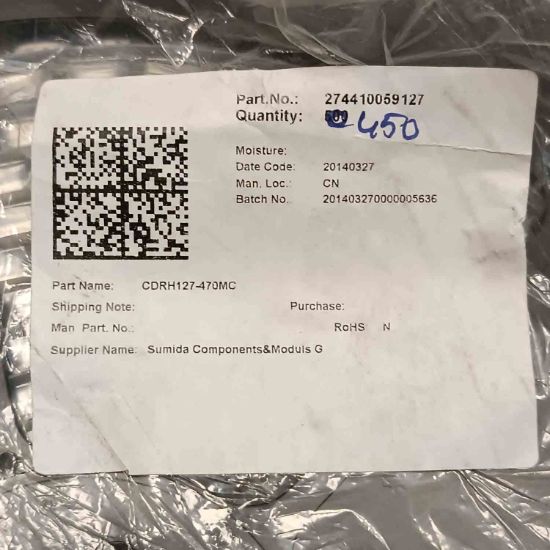 Part.No.: 274410059127
Quantity: 500 450
Moisture:
Date Code: 20140327
Man. Loc.: CN
Batch No.. 201403270000005636
Part Name: CDRH127-470MC
Shipping Note: Purchase:
Man Part. No.: RoHS N
Supplier Name: Sumida Components&Moduls G